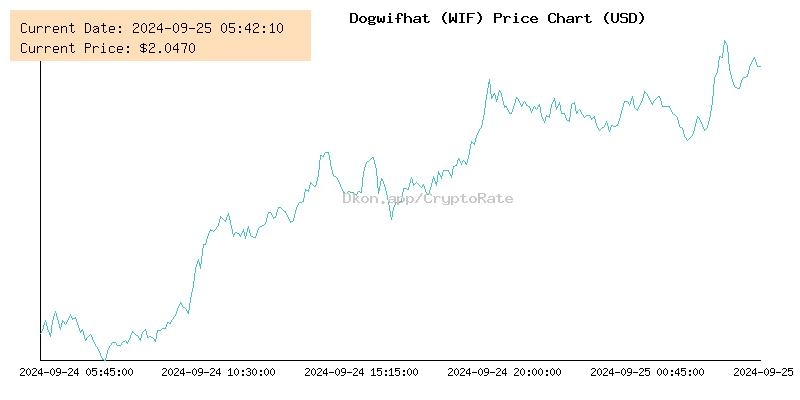 Dogwifhat (WIF) Price Chart (USD)
Current Date: 2024-09-25 05:42:10
Current Price: $2.0470
Dkon.app/CryptoRate
2024-09-24 05:45:00 2024-09-24 10:30:00 2024-09-24 15:15:00 2024-09-24 20:00:00 2024-09-25 00:45:00 2024-09-25